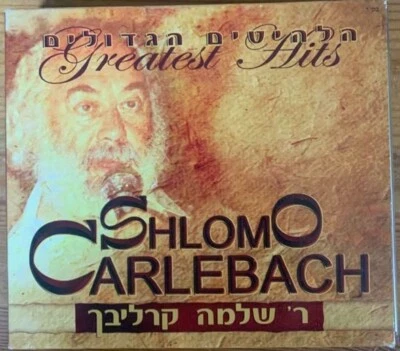 הלהיטים הגדולים
Greatest Hits
SHLOMO
CARLEBACH
ר' שלמה קרליבך